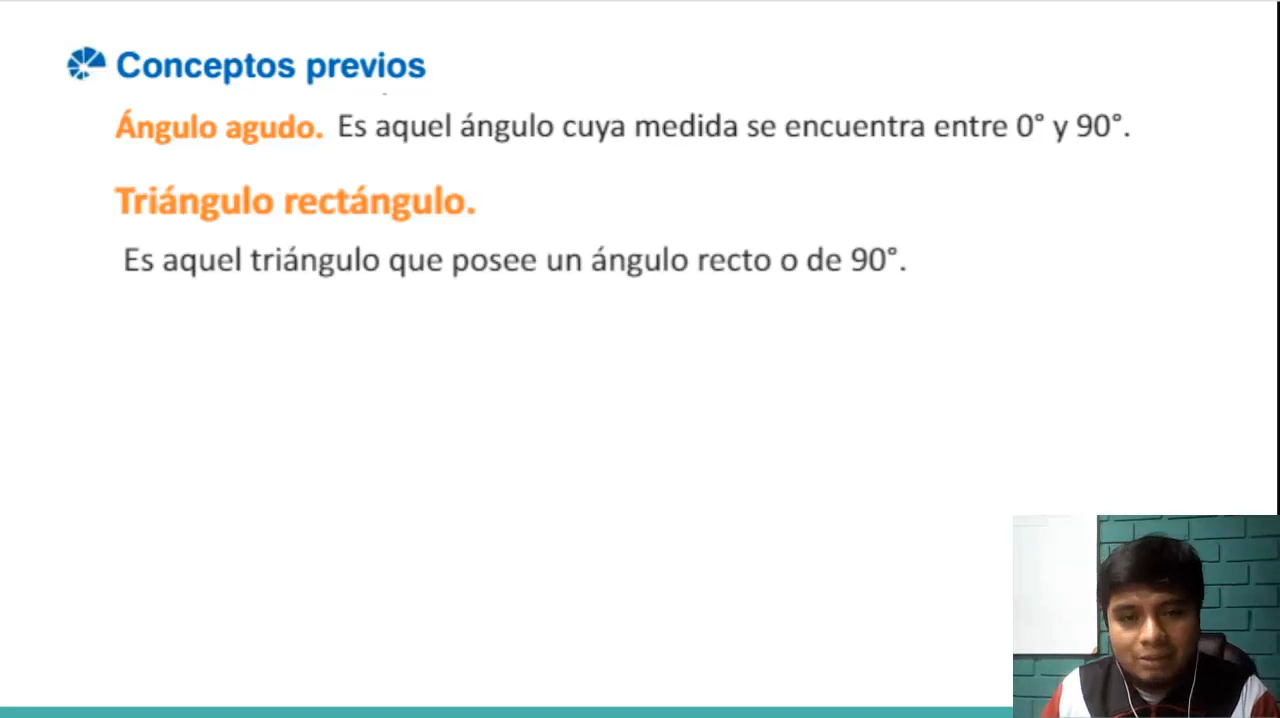 Conceptos previos
Ángulo agudo. Es aquel ángulo cuya medida se encuentra entre 0° y 90°.
Triángulo rectángulo.
Es aquel triángulo que posee un ángulo recto o de 90°.